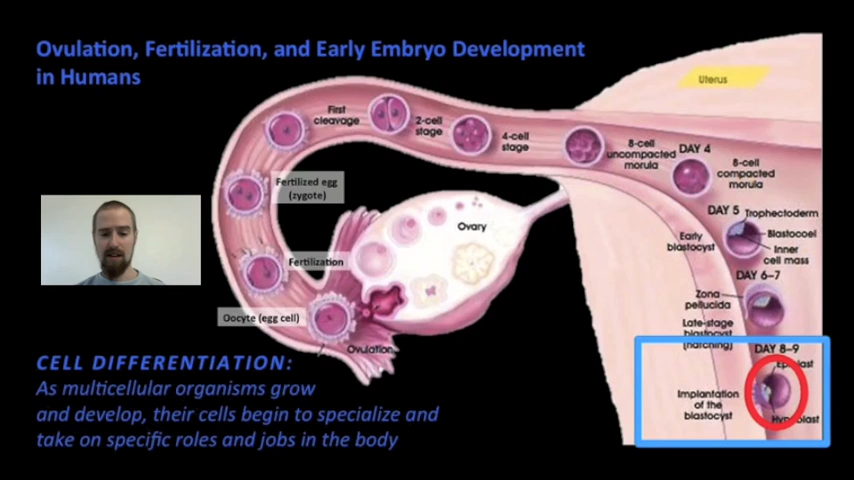 Ovulation, Fertilization, and Early Embryo Development
in Humans
Uterus
First
cleavage
2-cell
stage
4-cell
stage
8-cell
uncompacted
morula
DAY 4
8-cell
compacted
morula
Fertilized egg
(zygote)
Ovary
DAY 5
Trophectoderm
Early
blastocyst
Blastocoel
Inner
cell mass
Fertilization
DAY 6–7
Zona
pellucida
Oocyte (egg cell)
Late-stage
blastocyst
(hatching)
Ovulation
DAY 8–9
Implantation
of the
blastocyst
CELL DIFFERENTIATION:
As multicellular organisms grow
and develop, their cells begin to specialize and
take on specific roles and jobs in the body